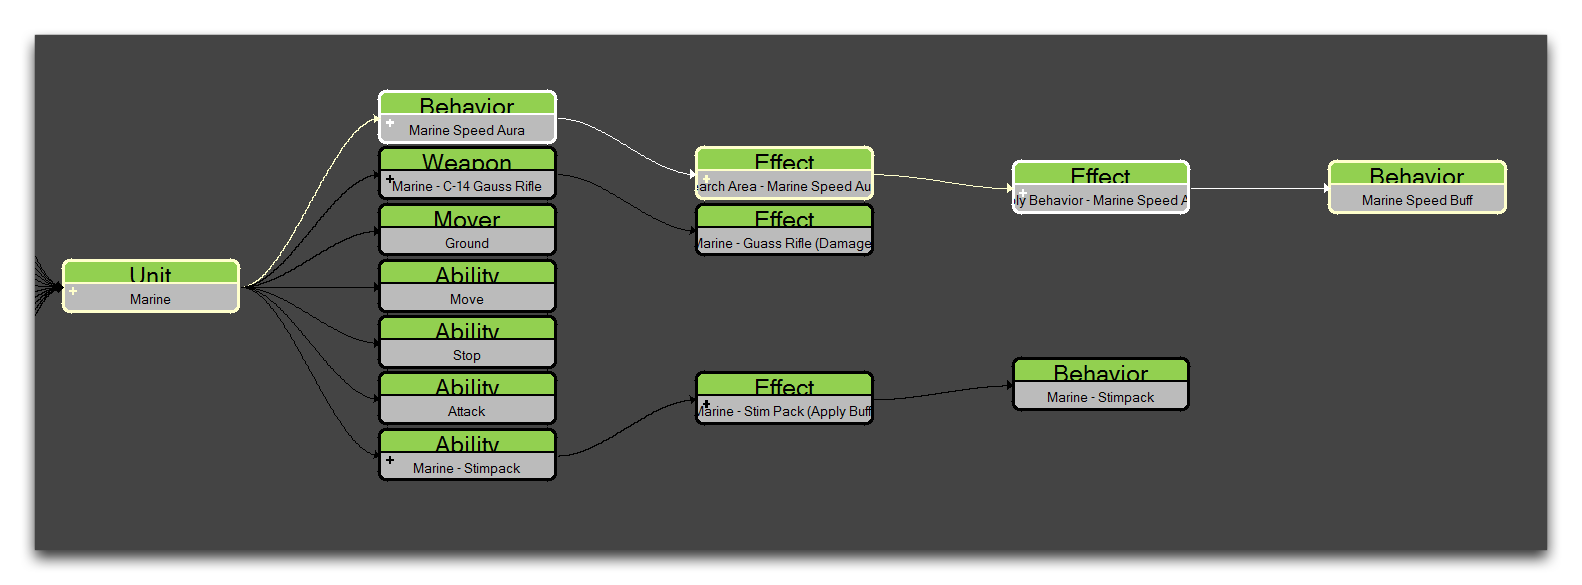 Behavior
Marine Speed Aura
Weapon
Marine - C-14 Gauss Rifle
Mover
Ground
Ability
Move
Ability
Stop
Ability
Attack
Ability
Marine - Stimpack
Unit
Marine
Effect
arch Area - Marine Speed Au
Effect
Marine - Guass Rifle (Damage
Effect
Marine - Stim Pack (Apply Buff
Effect
ly Behavior - Marine Speed A
Behavior
Marine - Stimpack
Behavior
Marine Speed Buff